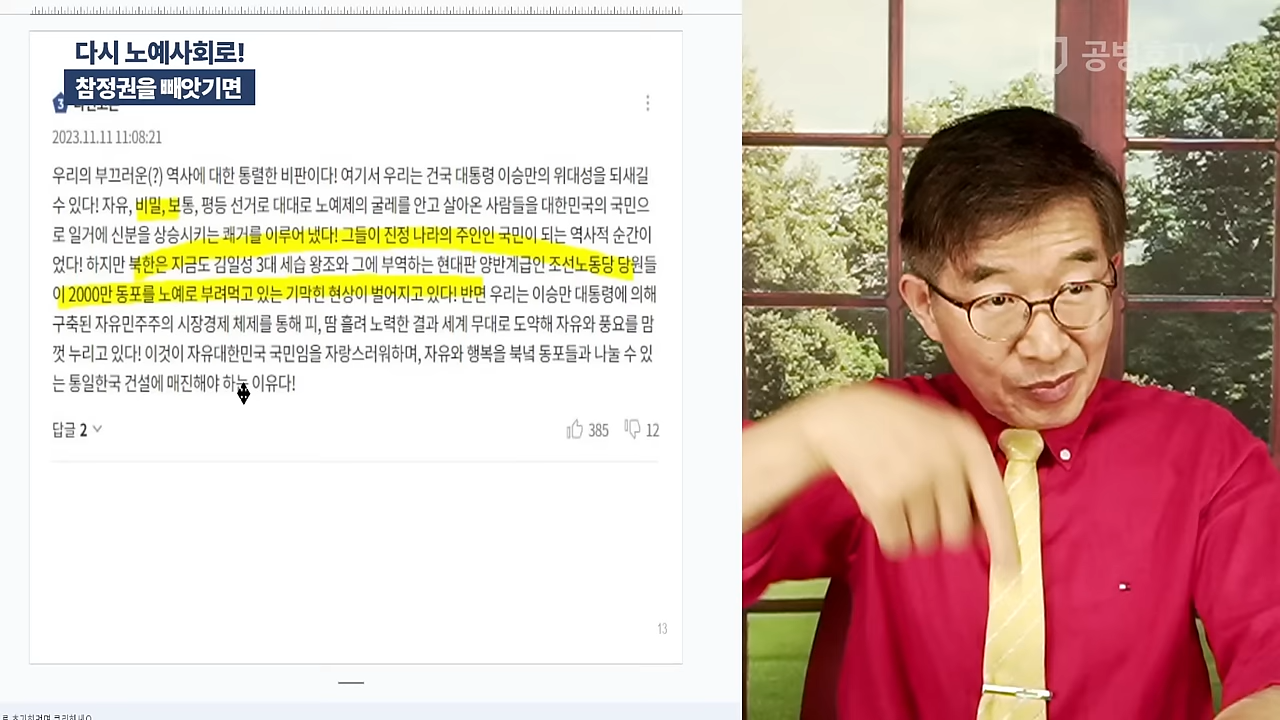 다시 노예사회로!
참정권을 빼앗기면
공병호TV
3
2023.11.11 11:08:21
우리의 부끄러운(?) 역사에 대한 통렬한 비판이다! 여기서 우리는 건국 대통령 이승만의 위대성을 되새길
수 있다! 자유, 비밀, 보통, 평등 선거로 대대로 노예제의 굴레를 안고 살아온 사람들을 대한민국의 국민으
로 일거에 신분을 상승시키는 쾌거를 이루어 냈다! 그들이 진정 나라의 주인인 국민이 되는 역사적 순간이
었다! 하지만 북한은 지금도 김일성 3대 세습 왕조와 그에 부역하는 현대판 양반계급인 조선노동당 당원들
이 2000만 동포를 노예로 부려먹고 있는 기막힌 현상이 벌어지고 있다! 반면 우리는 이승만 대통령에 의해
구축된 자유민주주의 시장경제 체제를 통해 피, 땀 흘려 노력한 결과 세계 무대로 도약해 자유와 풍요를 맘
껏 누리고 있다! 이것이 자유대한민국 국민임을 자랑스러워하며, 자유와 행복을 북녘 동포들과 나눌 수 있
는 통일한국 건설에 매진해야 하는 이유다!
답글 2
385
12
13